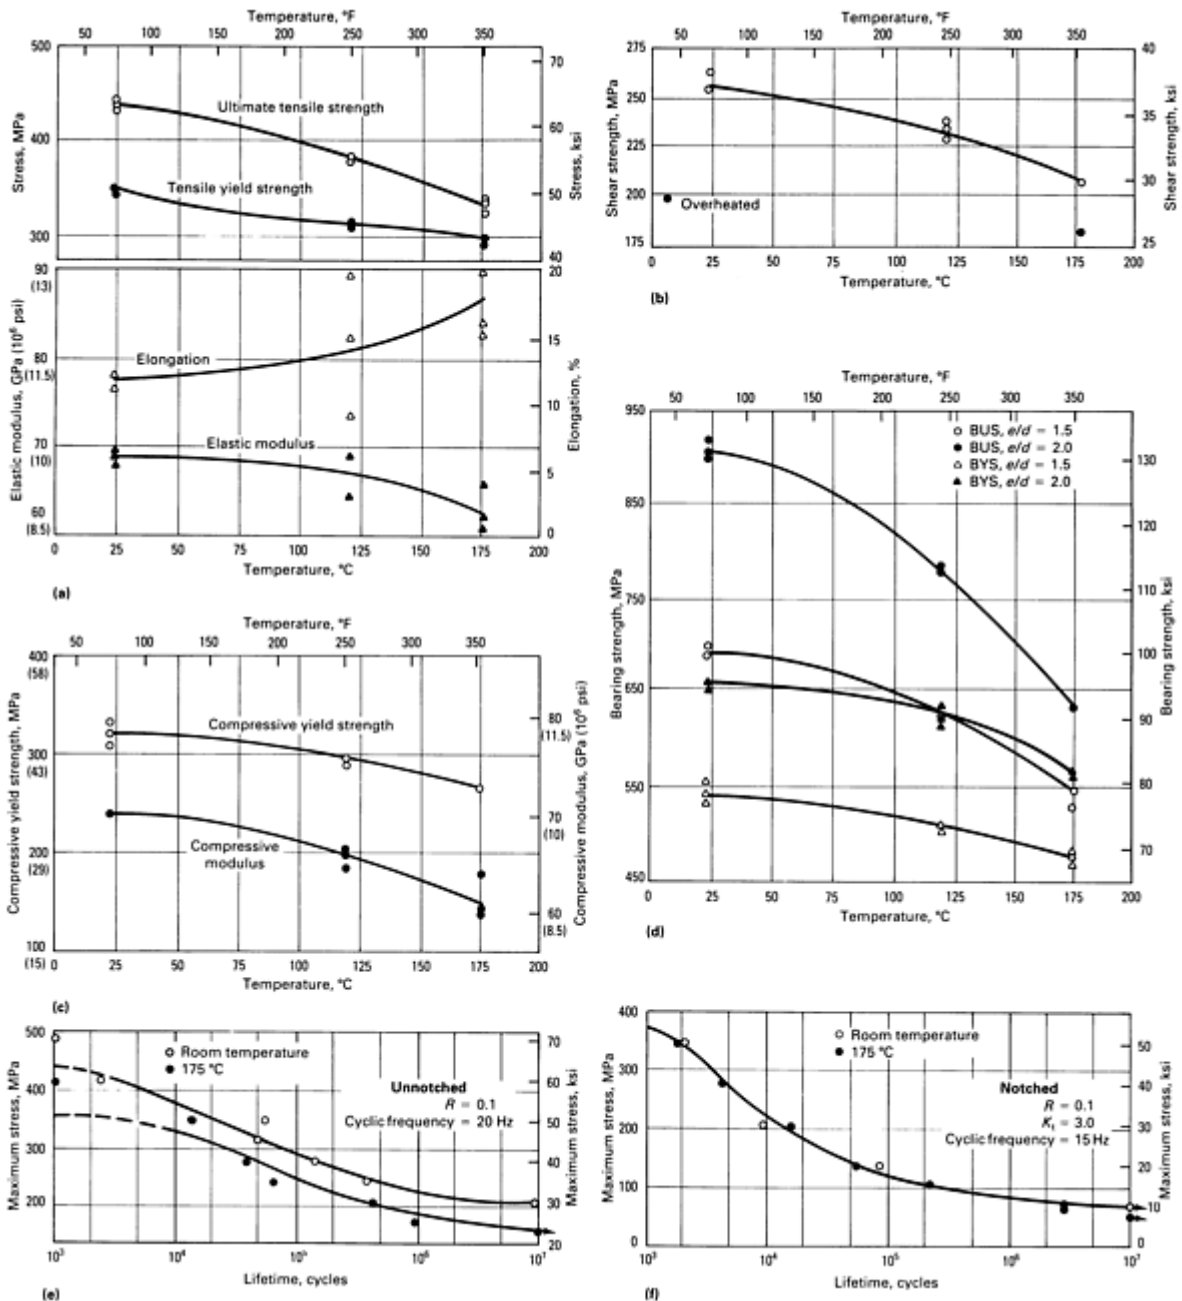 Temperature, °F
50 100 150 200 250 300 350
500
400
300
Stress, MPa
70
60
50
40
Stress, ksi
Ultimate tensile strength
Tensile yield strength
90
(13)
80
(11.5)
70
(10)
60
(8.5)
Elastic modulus, GPa (10⁶ psi)
20
15
10
5
0
Elongation, %
Elongation
Elastic modulus
0 25 50 75 100 125 150 175 200
Temperature, °C
(a)
Temperature, °F
50 100 150 200 250 300 350
275
250
225
200
175
Shear strength, MPa
40
35
30
25
Shear strength, ksi
Overheated
0 25 50 75 100 125 150 175 200
Temperature, °C
(b)
Temperature, °F
50 100 150 200 250 300 350
400
(58)
300
(43)
200
(29)
100
(15)
Compressive yield strength, MPa
80
(11.5)
70
(10)
60
(8.5)
Compressive modulus, GPa (10⁶ psi)
Compressive yield strength
Compressive
modulus
0 25 50 75 100 125 150 175 200
Temperature, °C
(c)
Temperature, °F
50 100 150 200 250 300 350
950
850
750
650
550
450
Bearing strength, MPa
130
120
110
100
90
80
70
Bearing strength, ksi
BUS, e/d = 1.5
BUS, e/d = 2.0
BYS, e/d = 1.5
BYS, e/d = 2.0
0 25 50 75 100 125 150 175 200
Temperature, °C
(d)
500
400
300
200
Maximum stress, MPa
70
60
50
40
30
20
Maximum stress, ksi
Room temperature
175 °C
Unnotched
R = 0.1
Cyclic frequency = 20 Hz
10³ 10⁴ 10⁵ 10⁶ 10⁷
Lifetime, cycles
(e)
400
300
200
100
0
Maximum stress, MPa
50
40
30
20
10
0
Maximum stress, ksi
Room temperature
175 °C
Notched
R = 0.1
Kₜ = 3.0
Cyclic frequency = 15 Hz
10³ 10⁴ 10⁵ 10⁶ 10⁷
Lifetime, cycles
(f)